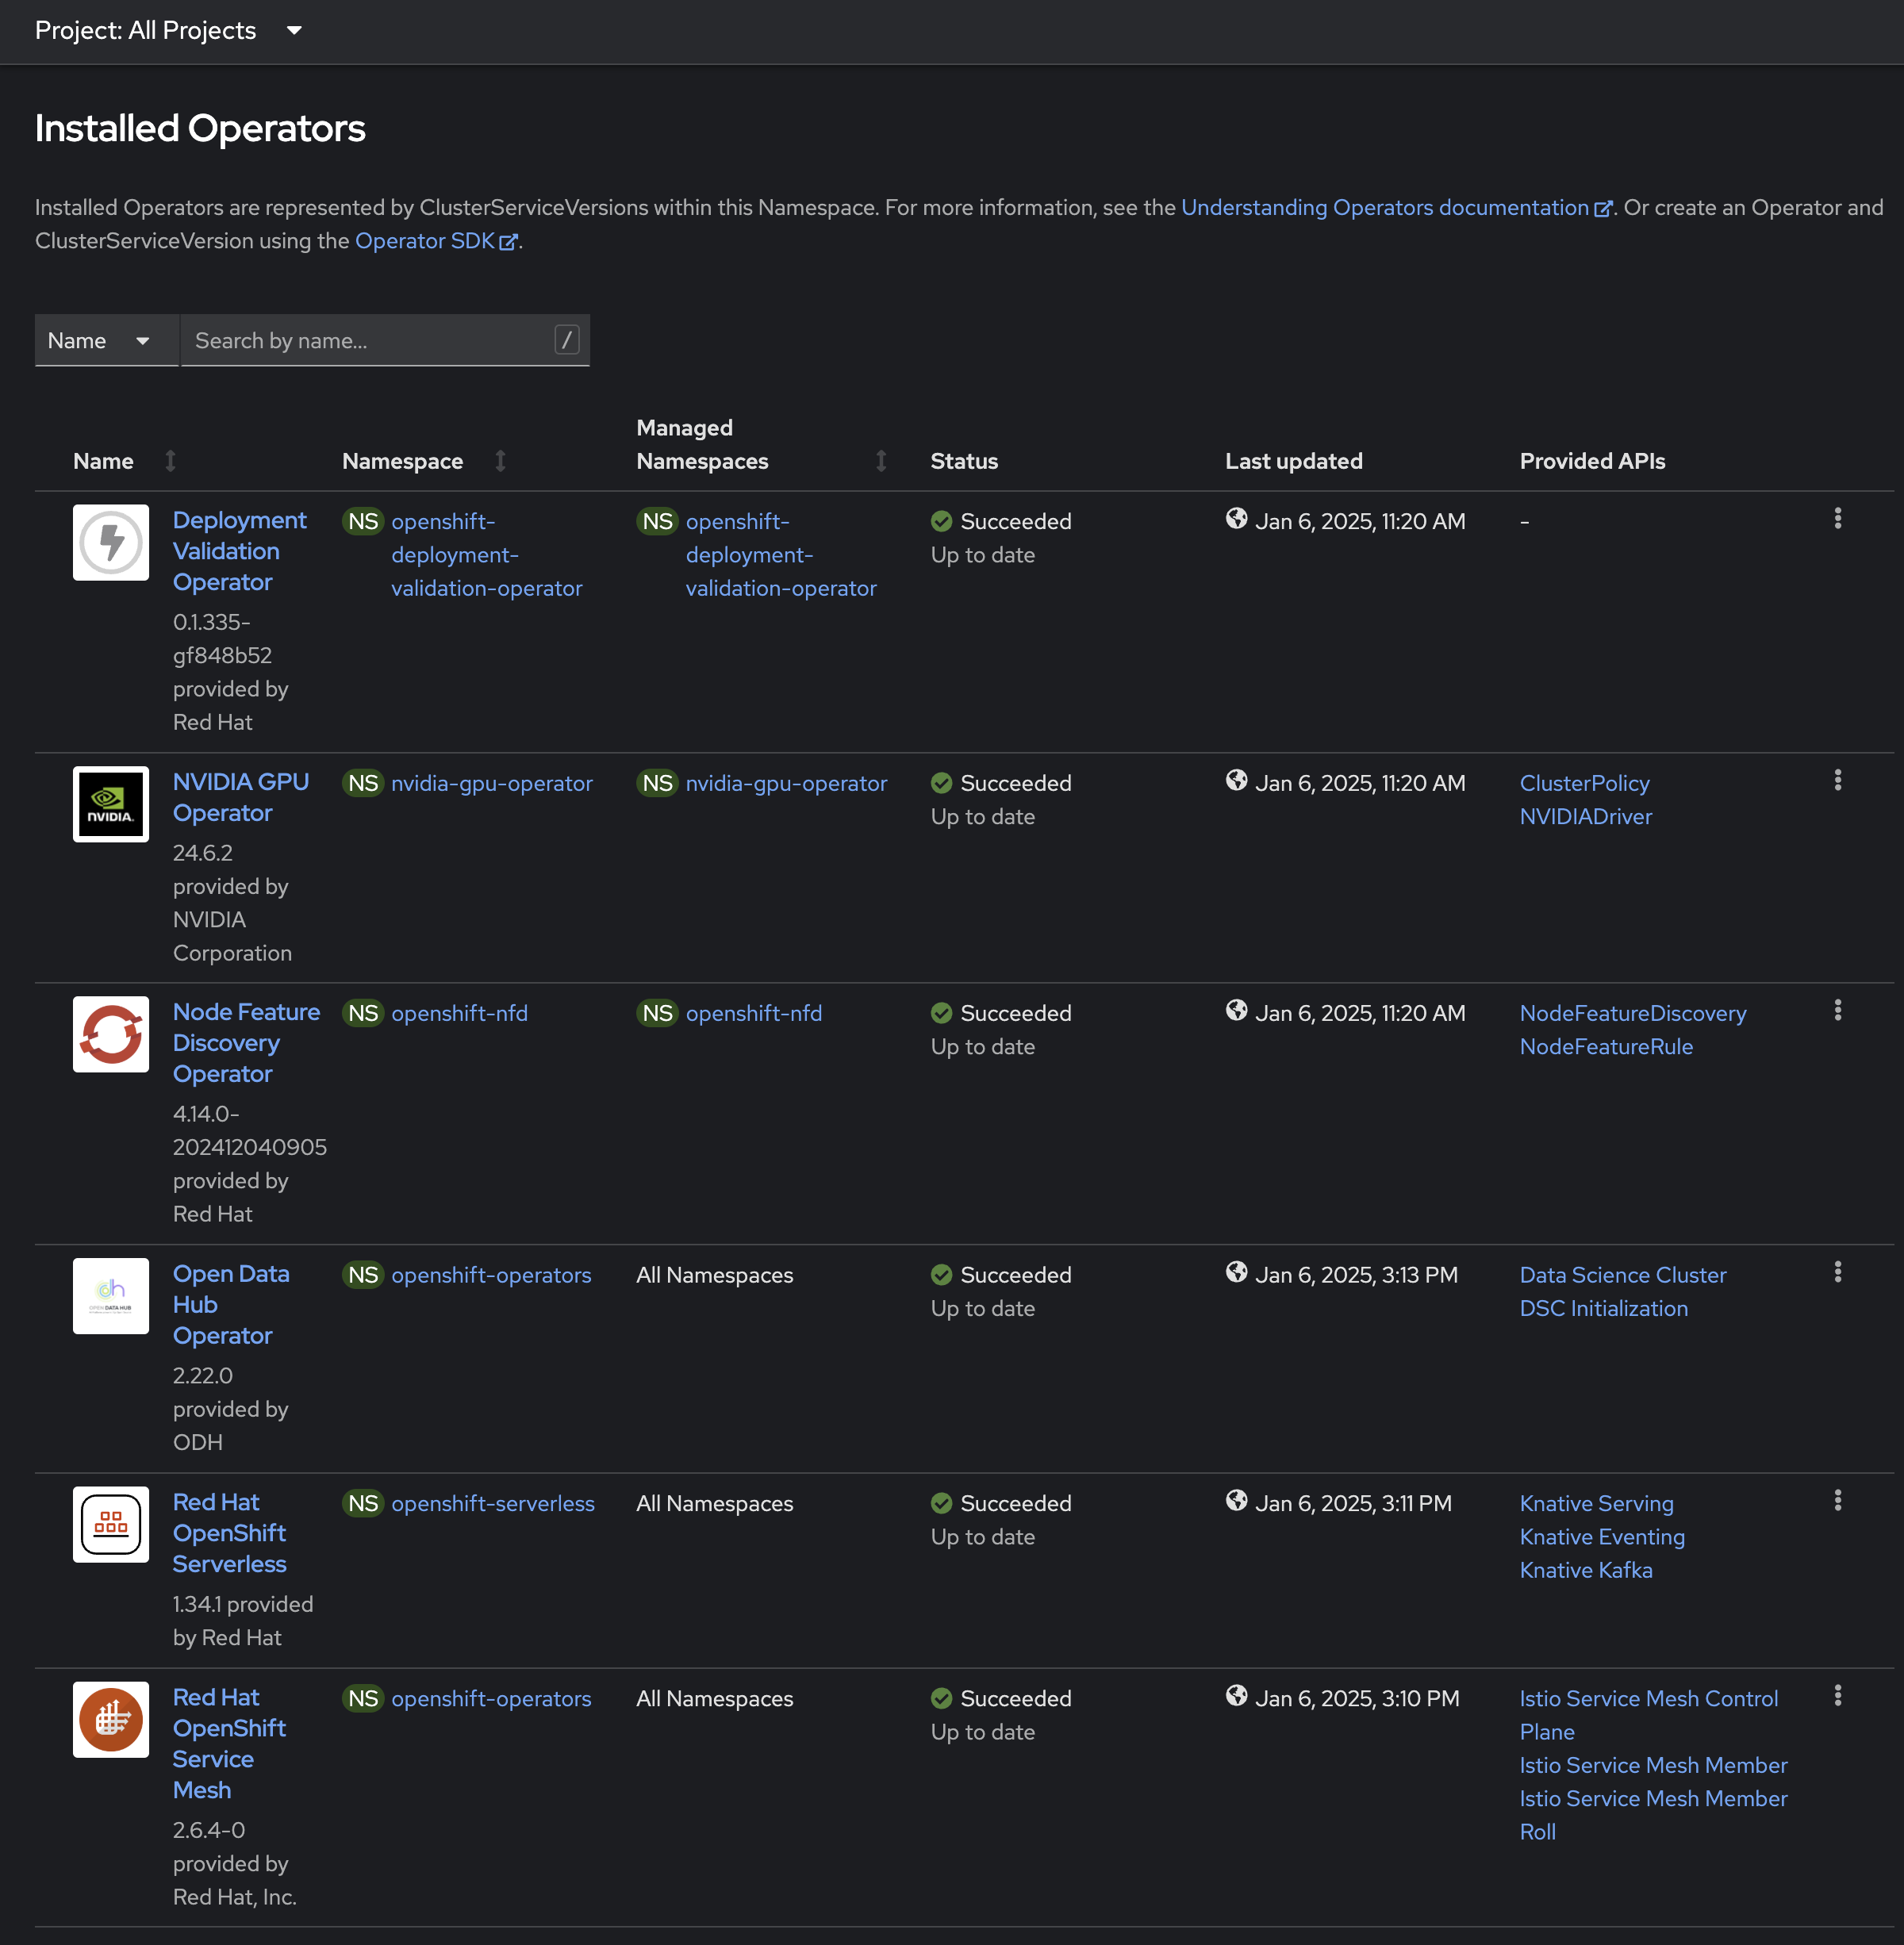 Project: All Projects
Installed Operators
Installed Operators are represented by ClusterServiceVersions within this Namespace. For more information, see the Understanding Operators documentation. Or create an Operator and
ClusterServiceVersion using the Operator SDK.
Name
Search by name...
/
Name
Namespace
Managed
Namespaces
Status
Last updated
Provided APIs
Deployment
Validation
Operator
0.1.335-
gf848b52
provided by
Red Hat
NS openshift-
deployment-
validation-operator
NS openshift-
deployment-
validation-operator
Succeeded
Up to date
Jan 6, 2025, 11:20 AM
-
NVIDIA.
NVIDIA GPU
Operator
24.6.2
provided by
NVIDIA
Corporation
NS nvidia-gpu-operator
NS nvidia-gpu-operator
Succeeded
Up to date
Jan 6, 2025, 11:20 AM
ClusterPolicy
NVIDIADriver
Node Feature
Discovery
Operator
4.14.0-
202412040905
provided by
Red Hat
NS openshift-nfd
NS openshift-nfd
Succeeded
Up to date
Jan 6, 2025, 11:20 AM
NodeFeatureDiscovery
NodeFeatureRule
dh
OPEN DATA HUB
Open Data
Hub
Operator
2.22.0
provided by
ODH
NS openshift-operators
All Namespaces
Succeeded
Up to date
Jan 6, 2025, 3:13 PM
Data Science Cluster
DSC Initialization
Red Hat
OpenShift
Serverless
1.34.1 provided
by Red Hat
NS openshift-serverless
All Namespaces
Succeeded
Up to date
Jan 6, 2025, 3:11 PM
Knative Serving
Knative Eventing
Knative Kafka
Red Hat
OpenShift
Service
Mesh
2.6.4-0
provided by
Red Hat, Inc.
NS openshift-operators
All Namespaces
Succeeded
Up to date
Jan 6, 2025, 3:10 PM
Istio Service Mesh Control
Plane
Istio Service Mesh Member
Istio Service Mesh Member
Roll